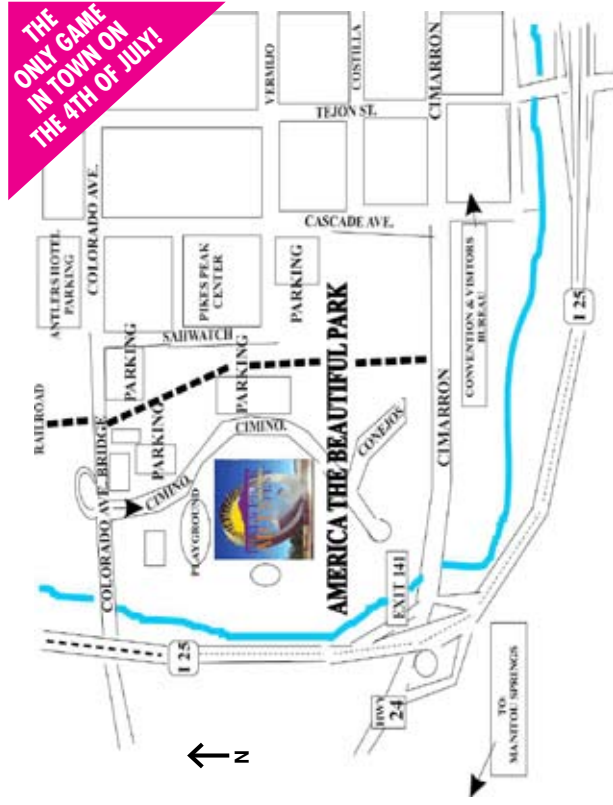 THE
ONLY GAME
IN TOWN ON
THE 4TH OF JULY!
VERMIJO
COSTILLA
CIMARRON
TEJON ST.
COLORADO AVE.
CASCADE AVE.
ANTLERS HOTEL
PARKING
PIKES PEAK
CENTER
PARKING
CONVENTION & VISITORS
BUREAU
I 25
SAHWATCH
PARKING
PARKING
RAILROAD
PARKING
CIMINO.
CONEJOS
CIMARRON
COLORADO AVE. BRIDGE
CIMINO.
PLAYGROUND
AMERICA THE BEAUTIFUL PARK
EXIT 141
I 25
HWY
24
TO
MANITOU SPRINGS
N